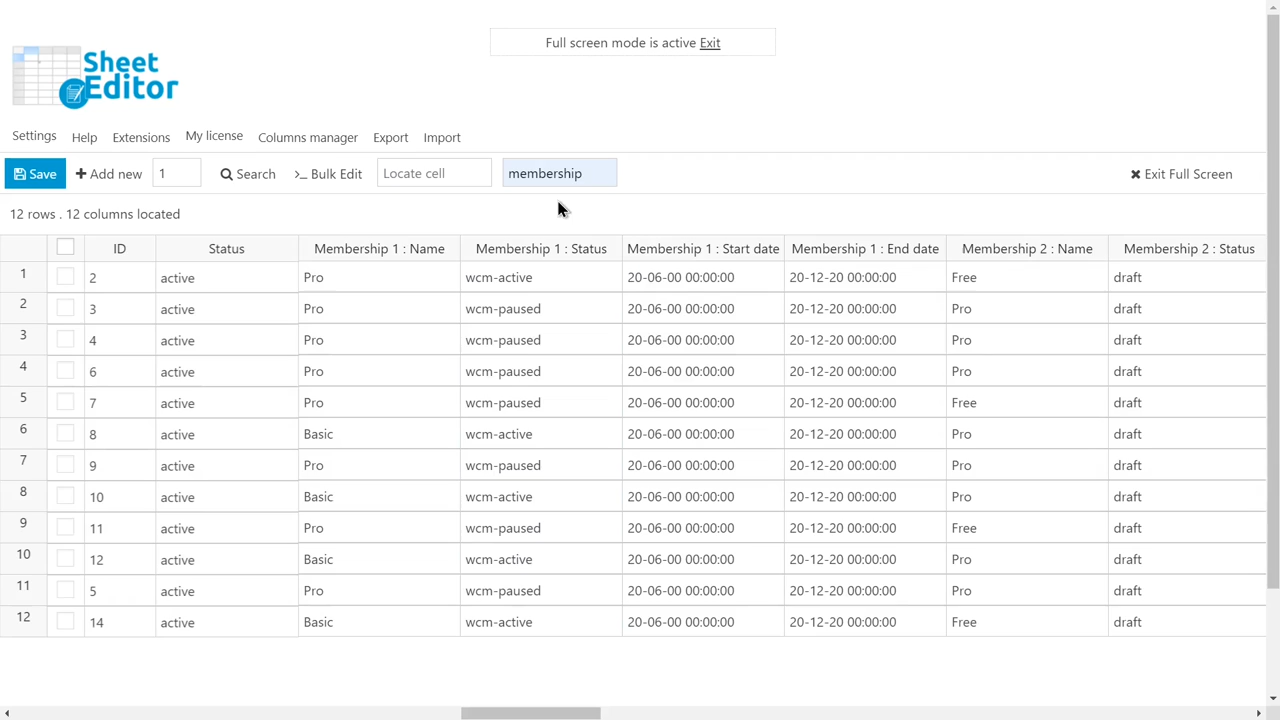 Full screen mode is active Exit
Sheet
Editor
Settings Help Extensions My license Columns manager Export Import
Save Add new 1 Search >_ Bulk Edit Locate cell membership Exit Full Screen
12 rows . 12 columns located
ID Status Membership 1 : Name Membership 1 : Status Membership 1 : Start date Membership 1 : End date Membership 2 : Name Membership 2 : Status
1 2 active Pro wcm-active 20-06-00 00:00:00 20-12-20 00:00:00 Free draft
2 3 active Pro wcm-paused 20-06-00 00:00:00 20-12-20 00:00:00 Pro draft
3 4 active Pro wcm-paused 20-06-00 00:00:00 20-12-20 00:00:00 Pro draft
4 6 active Pro wcm-paused 20-06-00 00:00:00 20-12-20 00:00:00 Pro draft
5 7 active Pro wcm-paused 20-06-00 00:00:00 20-12-20 00:00:00 Free draft
6 8 active Basic wcm-active 20-06-00 00:00:00 20-12-20 00:00:00 Pro draft
7 9 active Pro wcm-paused 20-06-00 00:00:00 20-12-20 00:00:00 Pro draft
8 10 active Basic wcm-active 20-06-00 00:00:00 20-12-20 00:00:00 Pro draft
9 11 active Pro wcm-paused 20-06-00 00:00:00 20-12-20 00:00:00 Free draft
10 12 active Basic wcm-active 20-06-00 00:00:00 20-12-20 00:00:00 Pro draft
11 5 active Pro wcm-paused 20-06-00 00:00:00 20-12-20 00:00:00 Pro draft
12 14 active Basic wcm-active 20-06-00 00:00:00 20-12-20 00:00:00 Free draft